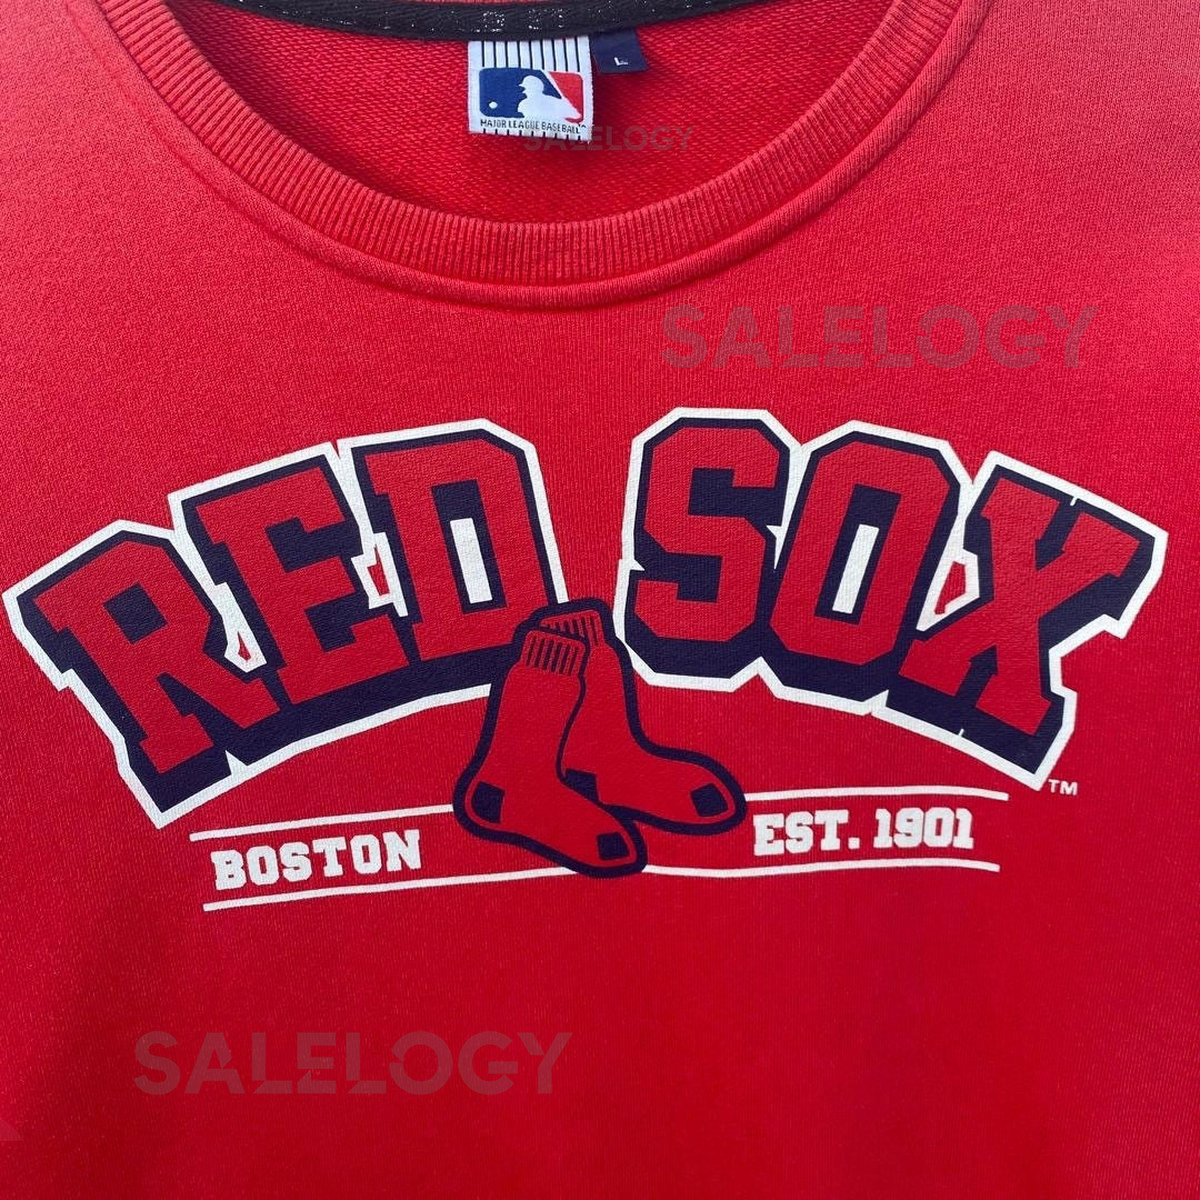 MAJOR LEAGUE BASEBALL
L
SALELOGY
SALELOGY
RED SOX
TM
BOSTON EST. 1901
SALELOGY